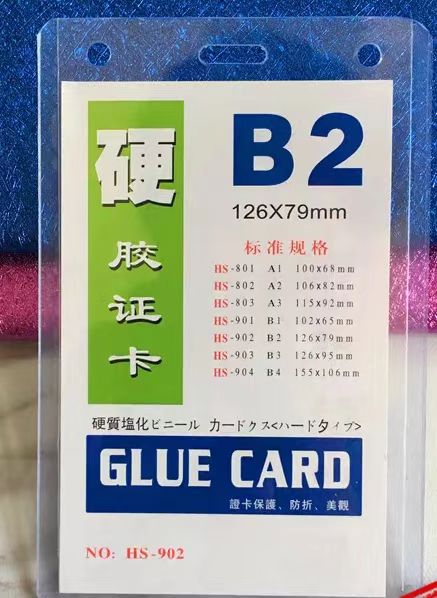 硬胶证卡
B2
126X79mm
标准规格
HS-801 A1 100x68mm
HS-802 A2 106x82mm
HS-803 A3 115x92mm
HS-901 B1 102x65mm
HS-902 B2 126x79mm
HS-903 B3 126x95mm
HS-904 B4 155x106mm
硬質塩化ビニール カードクス<ハードタイプ>
GLUE CARD
證卡保護、防折、美觀
NO: HS-902